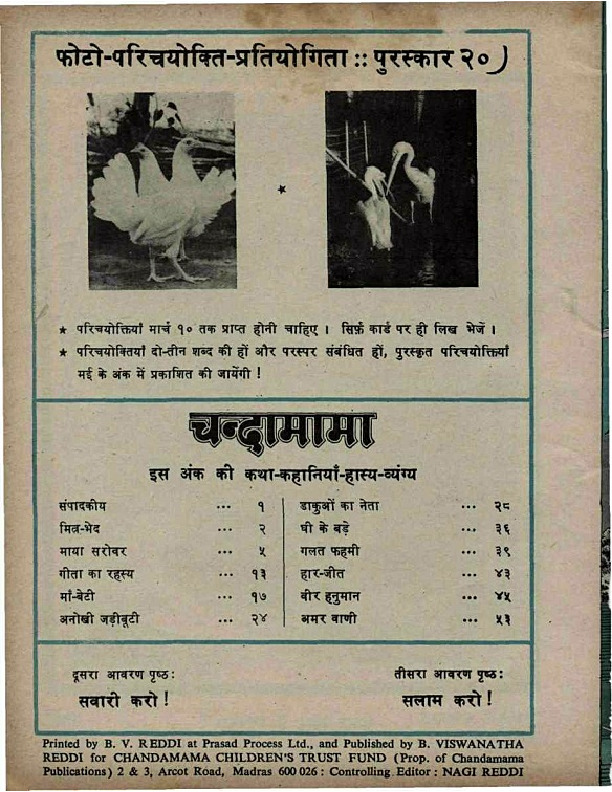 फोटो-परिचयोक्ति-प्रतियोगिता :: पुरस्कार २०)
★
★ परिचयोक्तियाँ मार्च १० तक प्राप्त होनी चाहिए । सिर्फ़ कार्ड पर ही लिख भेजें ।
★ परिचयोक्तियाँ दो-तीन शब्द की हों और परस्पर संबंधित हों, पुरस्कृत परिचयोक्तियाँ
मई के अंक में प्रकाशित की जायेंगी !
चन्दामामा
इस अंक की कथा-कहानियाँ-हास्य-व्यंग्य
संपादकीय ... १
मित्र-भेद ... २
माया सरोवर ... ५
गीता का रहस्य ... १३
माँ-बेटी ... १७
अनोखी जड़ीबूटी ... २४
डाकुओं का नेता ... २८
घी के बड़े ... ३६
गलत फहमी ... ३९
हार-जीत ... ४३
वीर हनुमान ... ४५
अमर वाणी ... ५३
दूसरा आवरण पृष्ठ:
सवारी करो !
तीसरा आवरण पृष्ठ:
सलाम करो !
Printed by B. V. REDDI at Prasad Process Ltd., and Published by B. VISWANATHA
REDDI for CHANDAMAMA CHILDREN'S TRUST FUND (Prop. of Chandamama
Publications) 2 & 3, Arcot Road, Madras 600 026 : Controlling Editor : NAGI REDDI